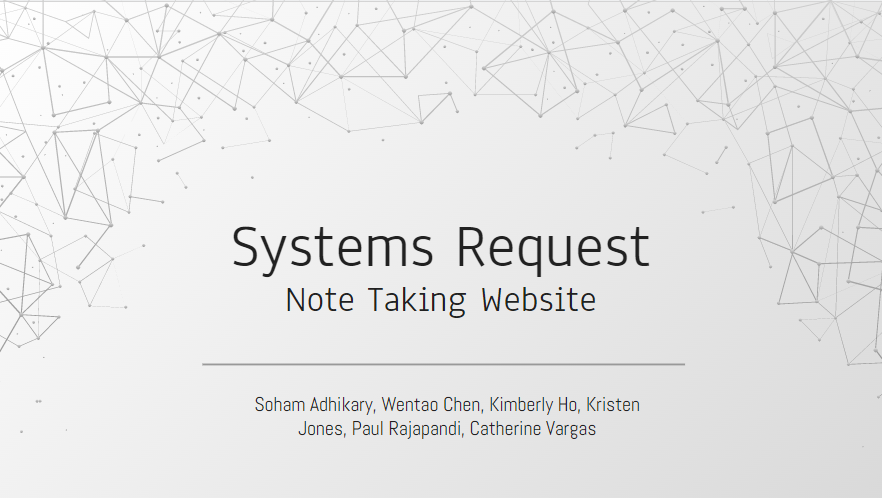 Systems Request
Note Taking Website
Soham Adhikary, Wentao Chen, Kimberly Ho, Kristen
Jones, Paul Rajapandi, Catherine Vargas